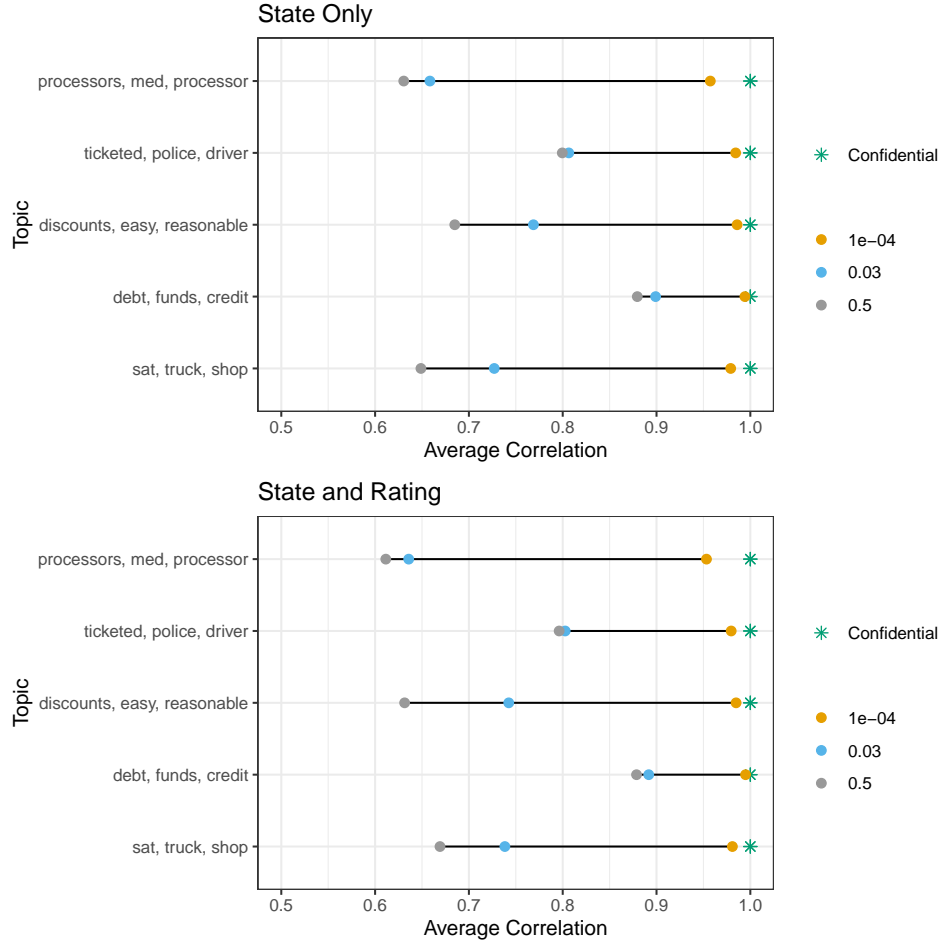 State Only
processors, med, processor
ticketed, police, driver
discounts, easy, reasonable
debt, funds, credit
sat, truck, shop
Topic
0.5 0.6 0.7 0.8 0.9 1.0
Average Correlation
Confidential
1e−04
0.03
0.5
State and Rating
processors, med, processor
ticketed, police, driver
discounts, easy, reasonable
debt, funds, credit
sat, truck, shop
Topic
0.5 0.6 0.7 0.8 0.9 1.0
Average Correlation
Confidential
1e−04
0.03
0.5